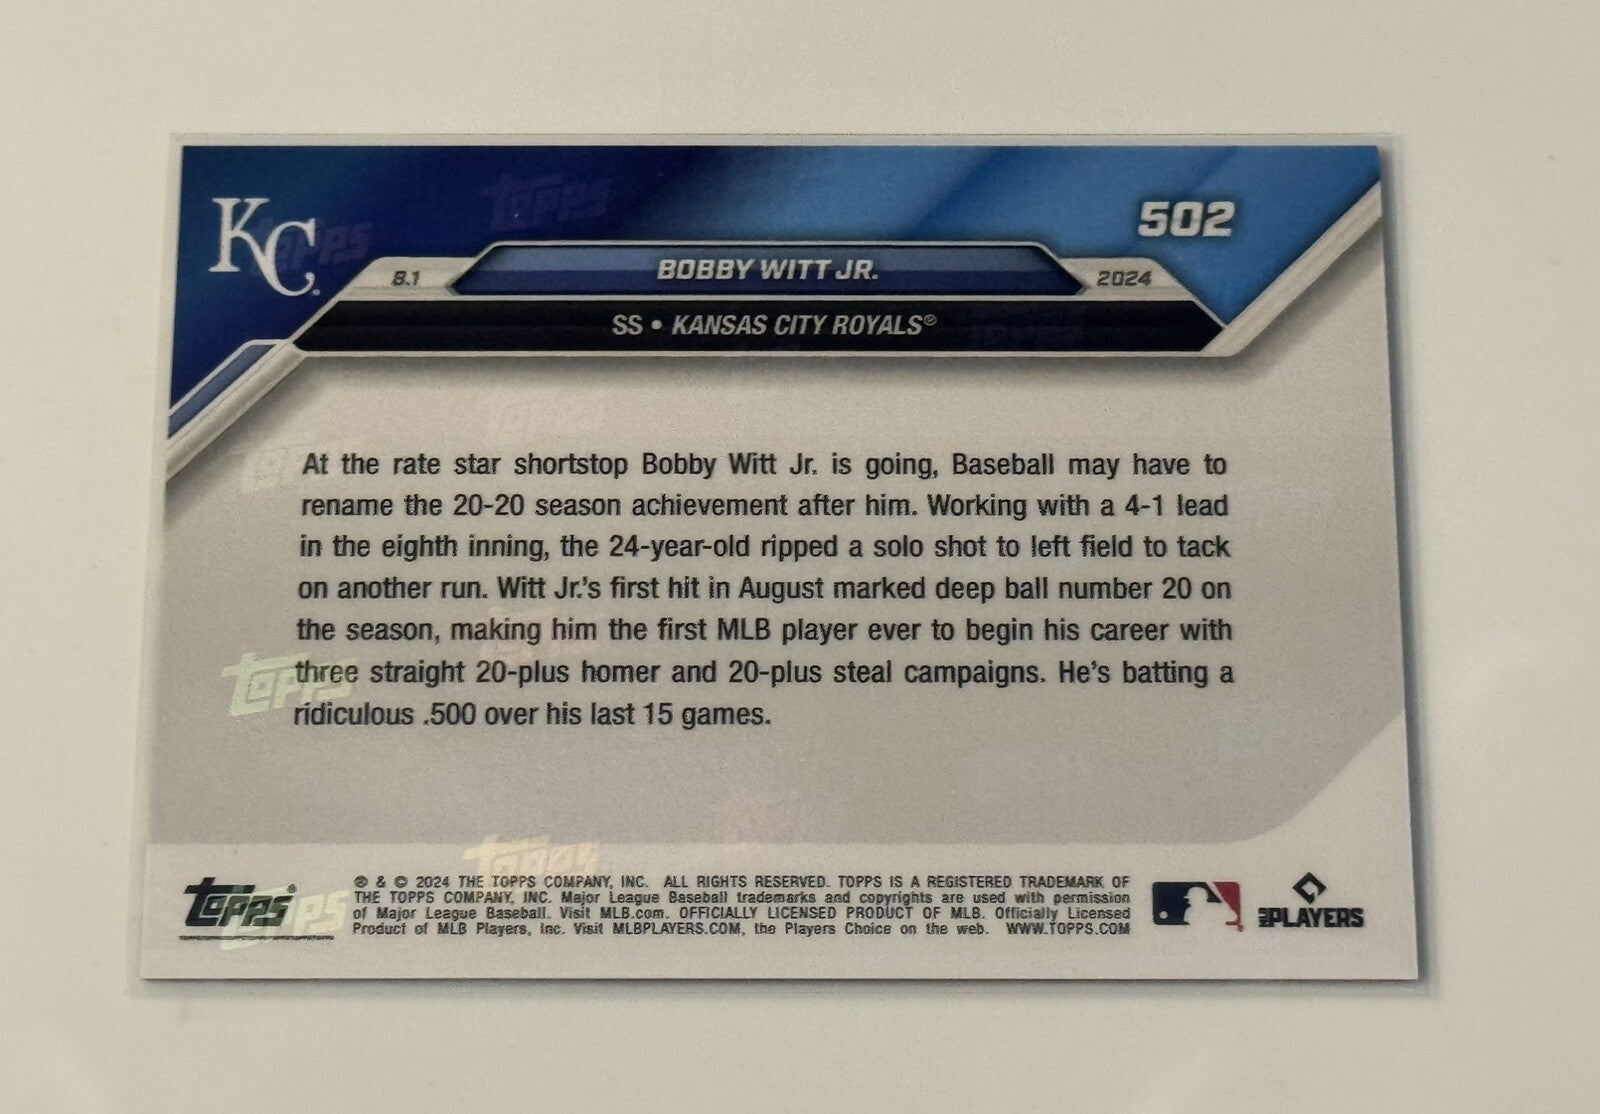 KC
502
BOBBY WITT JR.
8.1
2024
SS • KANSAS CITY ROYALS®
At the rate star shortstop Bobby Witt Jr. is going, Baseball may have to
rename the 20-20 season achievement after him. Working with a 4-1 lead
in the eighth inning, the 24-year-old ripped a solo shot to left field to tack
on another run. Witt Jr.'s first hit in August marked deep ball number 20 on
the season, making him the first MLB player ever to begin his career with
three straight 20-plus homer and 20-plus steal campaigns. He's batting a
ridiculous .500 over his last 15 games.
Topps
® & © 2024 THE TOPPS COMPANY, INC. ALL RIGHTS RESERVED. TOPPS IS A REGISTERED TRADEMARK OF
THE TOPPS COMPANY, INC. Major League Baseball trademarks and copyrights are used with permission
of Major League Baseball. Visit MLB.com. OFFICIALLY LICENSED PRODUCT OF MLB. Officially Licensed
Product of MLB Players, Inc. Visit MLBPLAYERS.COM, the Players Choice on the web. WWW.TOPPS.COM
MLB PLAYERS